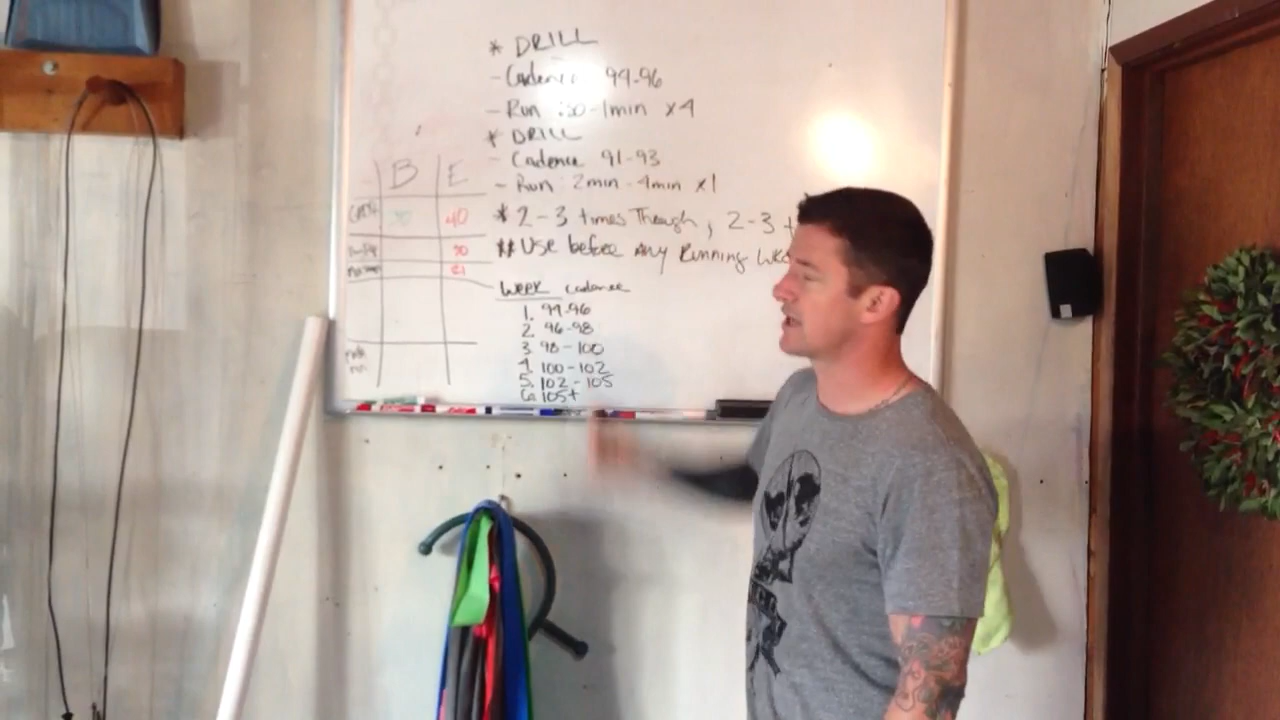 * DRILL
- Cadence 94-96
- Run :30-1min x4
* DRILL
- Cadence 91-93
- Run 2min-4min x1
* 2-3 times Through, 2-3
** Use before Any Running
Week Cadence
1. 94-96
2. 96-98
3. 98-100
4. 100-102
5. 102-105
6. 105+
B E
40